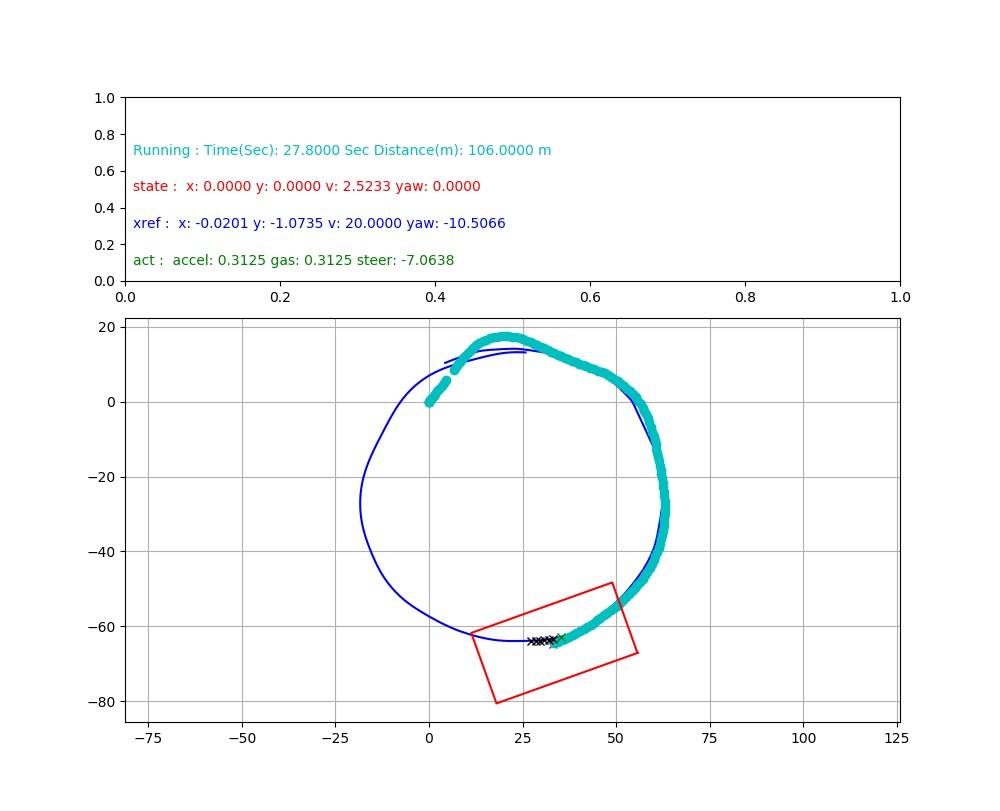 1.0
0.8
Running : Time(Sec): 27.8000 Sec Distance(m): 106.0000 m
0.6
state :  x: 0.0000 y: 0.0000 v: 2.5233 yaw: 0.0000
0.4
xref :  x: -0.0201 y: -1.0735 v: 20.0000 yaw: -10.5066
0.2
act :  accel: 0.3125 gas: 0.3125 steer: -7.0638
0.0
0.0 0.2 0.4 0.6 0.8 1.0
20
0
−20
−40
−60
−80
−75 −50 −25 0 25 50 75 100 125